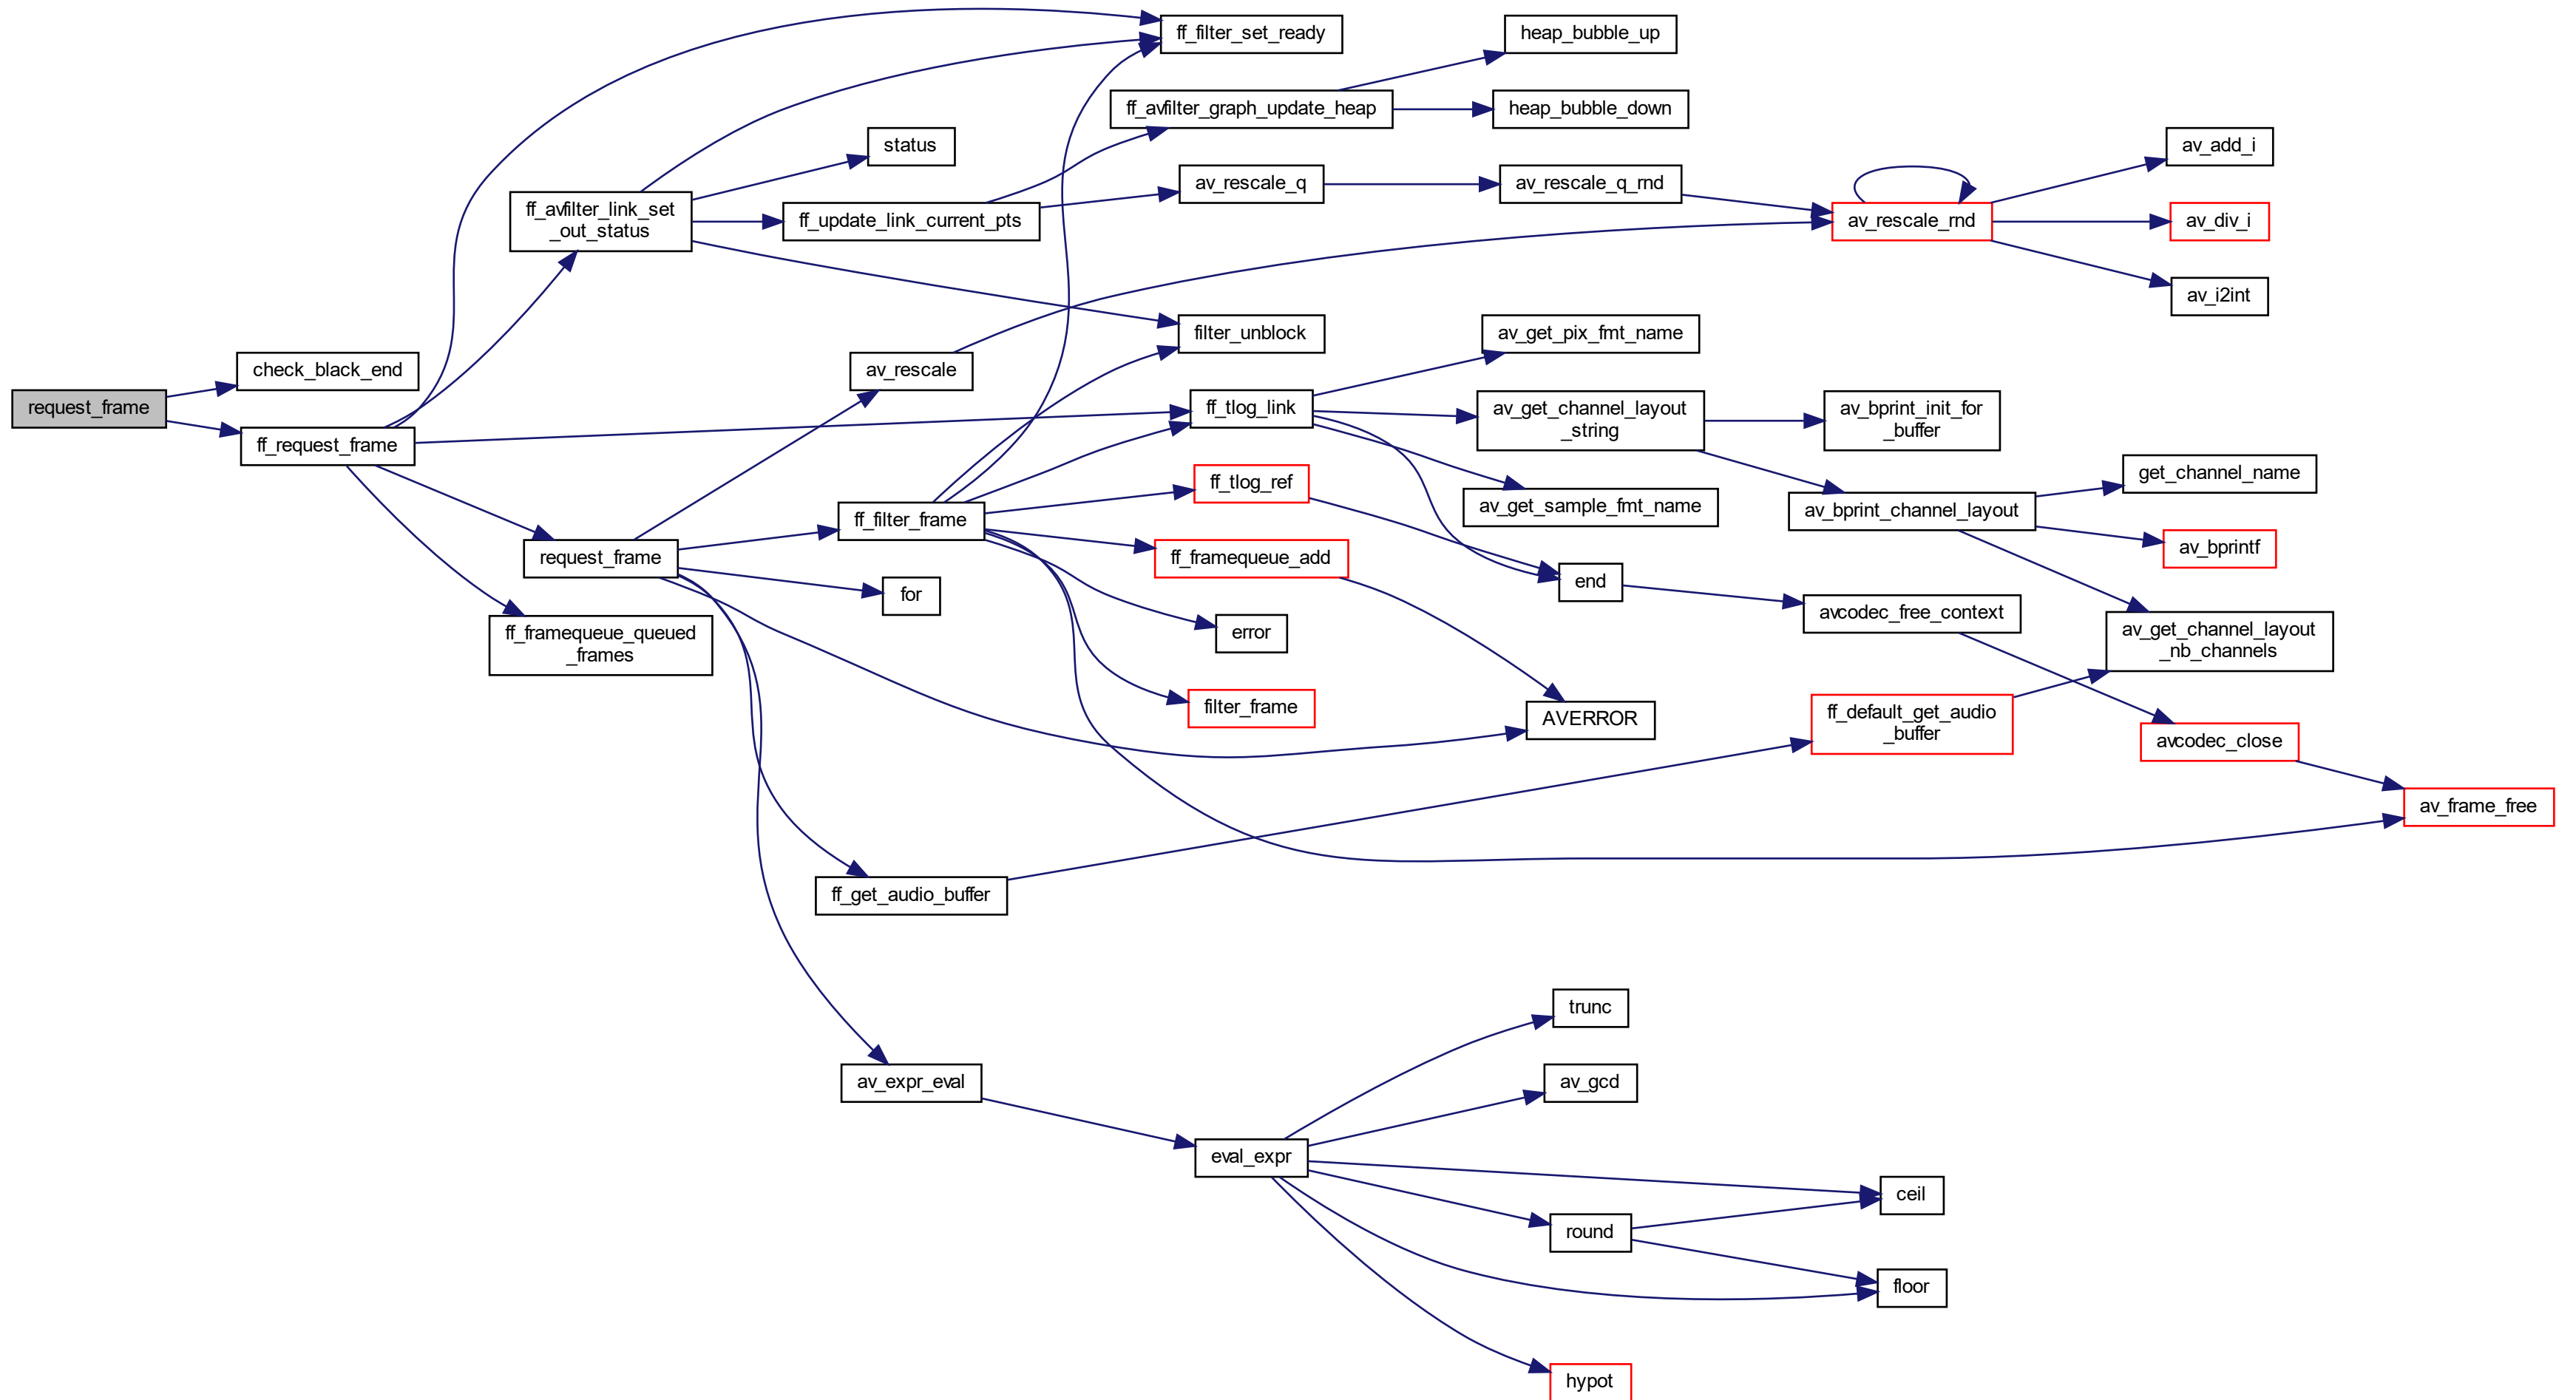 request_frame
check_black_end
ff_request_frame
ff_avfilter_link_set
_out_status
request_frame
ff_framequeue_queued
_frames
status
ff_update_link_current_pts
av_rescale
ff_filter_frame
for
ff_get_audio_buffer
av_expr_eval
ff_filter_set_ready
ff_avfilter_graph_update_heap
av_rescale_q
filter_unblock
ff_tlog_link
ff_tlog_ref
ff_framequeue_add
error
filter_frame
eval_expr
heap_bubble_up
heap_bubble_down
av_rescale_q_rnd
av_get_pix_fmt_name
av_get_channel_layout
_string
av_get_sample_fmt_name
end
AVERROR
trunc
av_gcd
round
hypot
av_rescale_rnd
av_bprint_init_for
_buffer
av_bprint_channel_layout
avcodec_free_context
ff_default_get_audio
_buffer
ceil
floor
av_add_i
av_div_i
av_i2int
get_channel_name
av_bprintf
av_get_channel_layout
_nb_channels
avcodec_close
av_frame_free